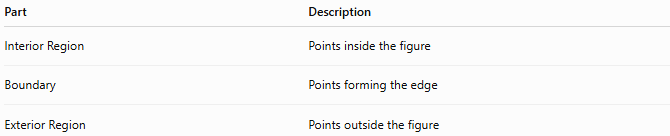 Part Description
Interior Region Points inside the figure
Boundary Points forming the edge
Exterior Region Points outside the figure